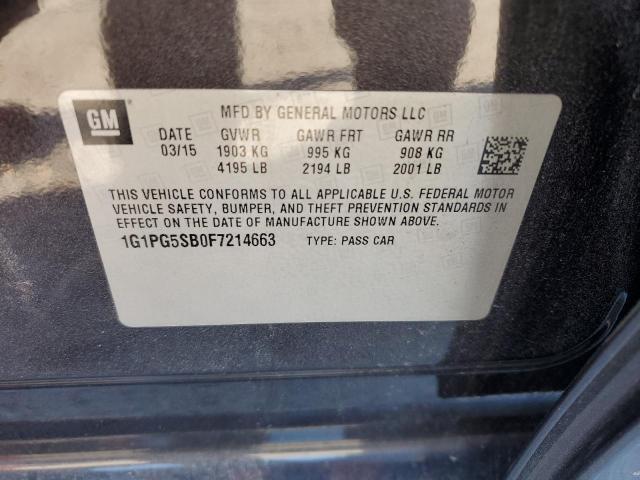 GM
MFD BY GENERAL MOTORS LLC
DATE GVWR GAWR FRT GAWR RR
03/15 1903 KG 995 KG 908 KG
4195 LB 2194 LB 2001 LB
THIS VEHICLE CONFORMS TO ALL APPLICABLE U.S. FEDERAL MOTOR
VEHICLE SAFETY, BUMPER, AND THEFT PREVENTION STANDARDS IN
EFFECT ON THE DATE OF MANUFACTURE SHOWN ABOVE.
1G1PG5SB0F7214663 TYPE: PASS CAR